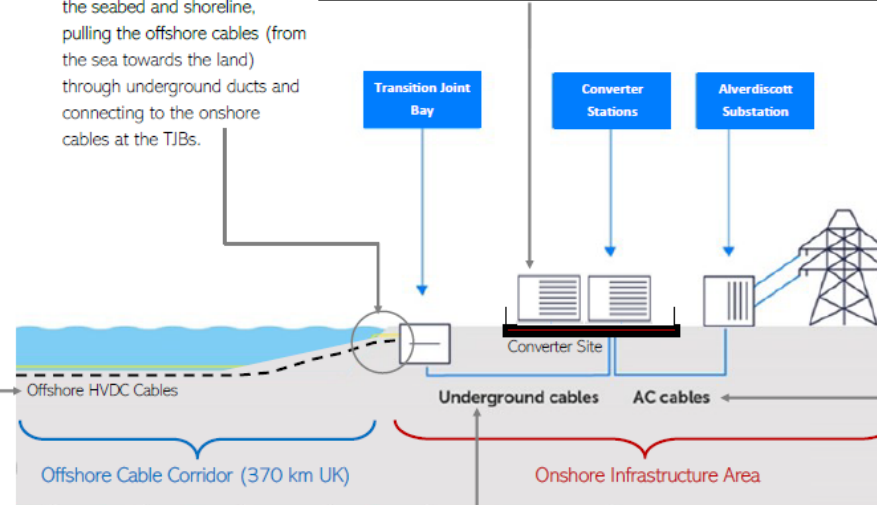 the seabed and shoreline,
pulling the offshore cables (from
the sea towards the land)
through underground ducts and
connecting to the onshore
cables at the TJBs.
Transition Joint
Bay
Converter
Stations
Alverdiscott
Substation
Converter Site
Offshore HVDC Cables
Underground cables
AC cables
Offshore Cable Corridor (370 km UK)
Onshore Infrastructure Area